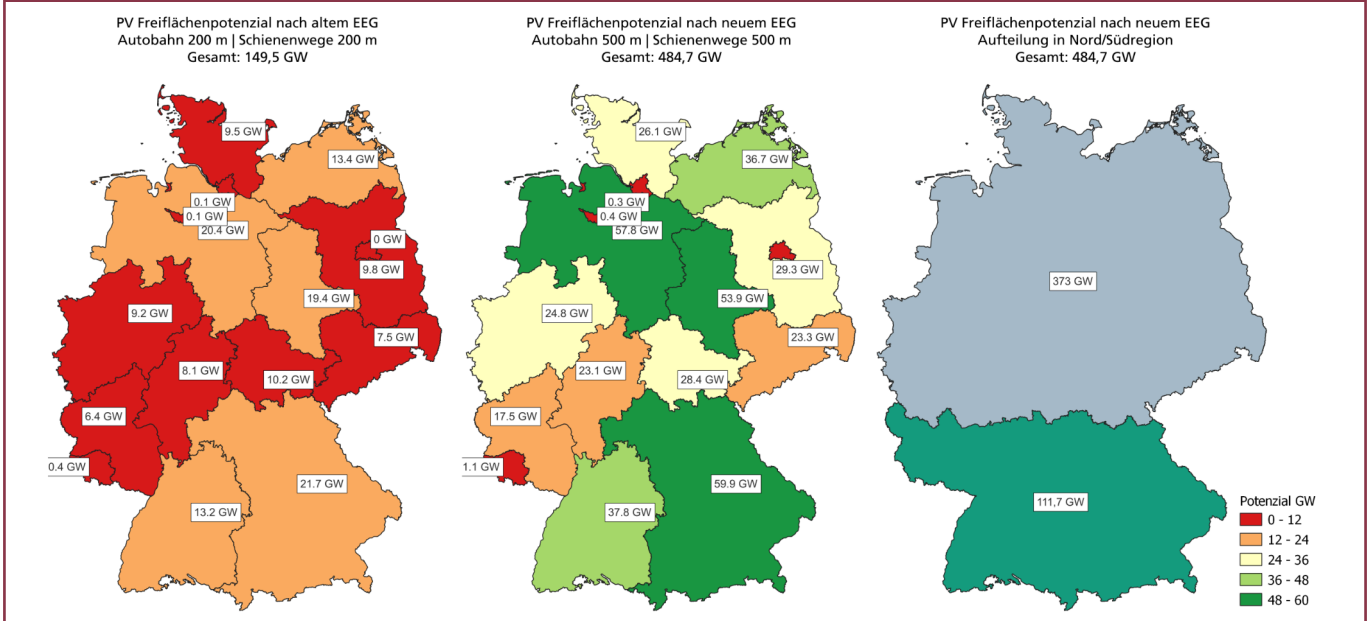 PV Freiflächenpotenzial nach altem EEG
Autobahn 200 m | Schienenwege 200 m
Gesamt: 149,5 GW
9.5 GW
13.4 GW
0.1 GW
0.1 GW
20.4 GW
0 GW
9.8 GW
19.4 GW
9.2 GW
7.5 GW
8.1 GW
10.2 GW
6.4 GW
0.4 GW
21.7 GW
13.2 GW
PV Freiflächenpotenzial nach neuem EEG
Autobahn 500 m | Schienenwege 500 m
Gesamt: 484,7 GW
26.1 GW
36.7 GW
0.3 GW
0.4 GW
57.8 GW
29.3 GW
53.9 GW
24.8 GW
23.3 GW
23.1 GW
28.4 GW
17.5 GW
1.1 GW
59.9 GW
37.8 GW
PV Freiflächenpotenzial nach neuem EEG
Aufteilung in Nord/Südregion
Gesamt: 484,7 GW
373 GW
111,7 GW
Potenzial GW
0 - 12
12 - 24
24 - 36
36 - 48
48 - 60